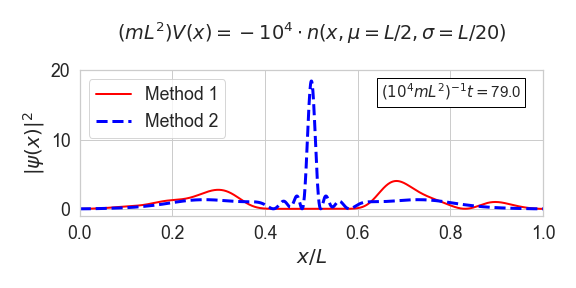 (mL²)V(x) = −10⁴ · n(x, μ = L/2, σ = L/20)
20
10
0
|ψ(x)|²
Method 1
Method 2
(10⁴mL²)⁻¹t = 79.0
0.0 0.2 0.4 0.6 0.8 1.0
x/L